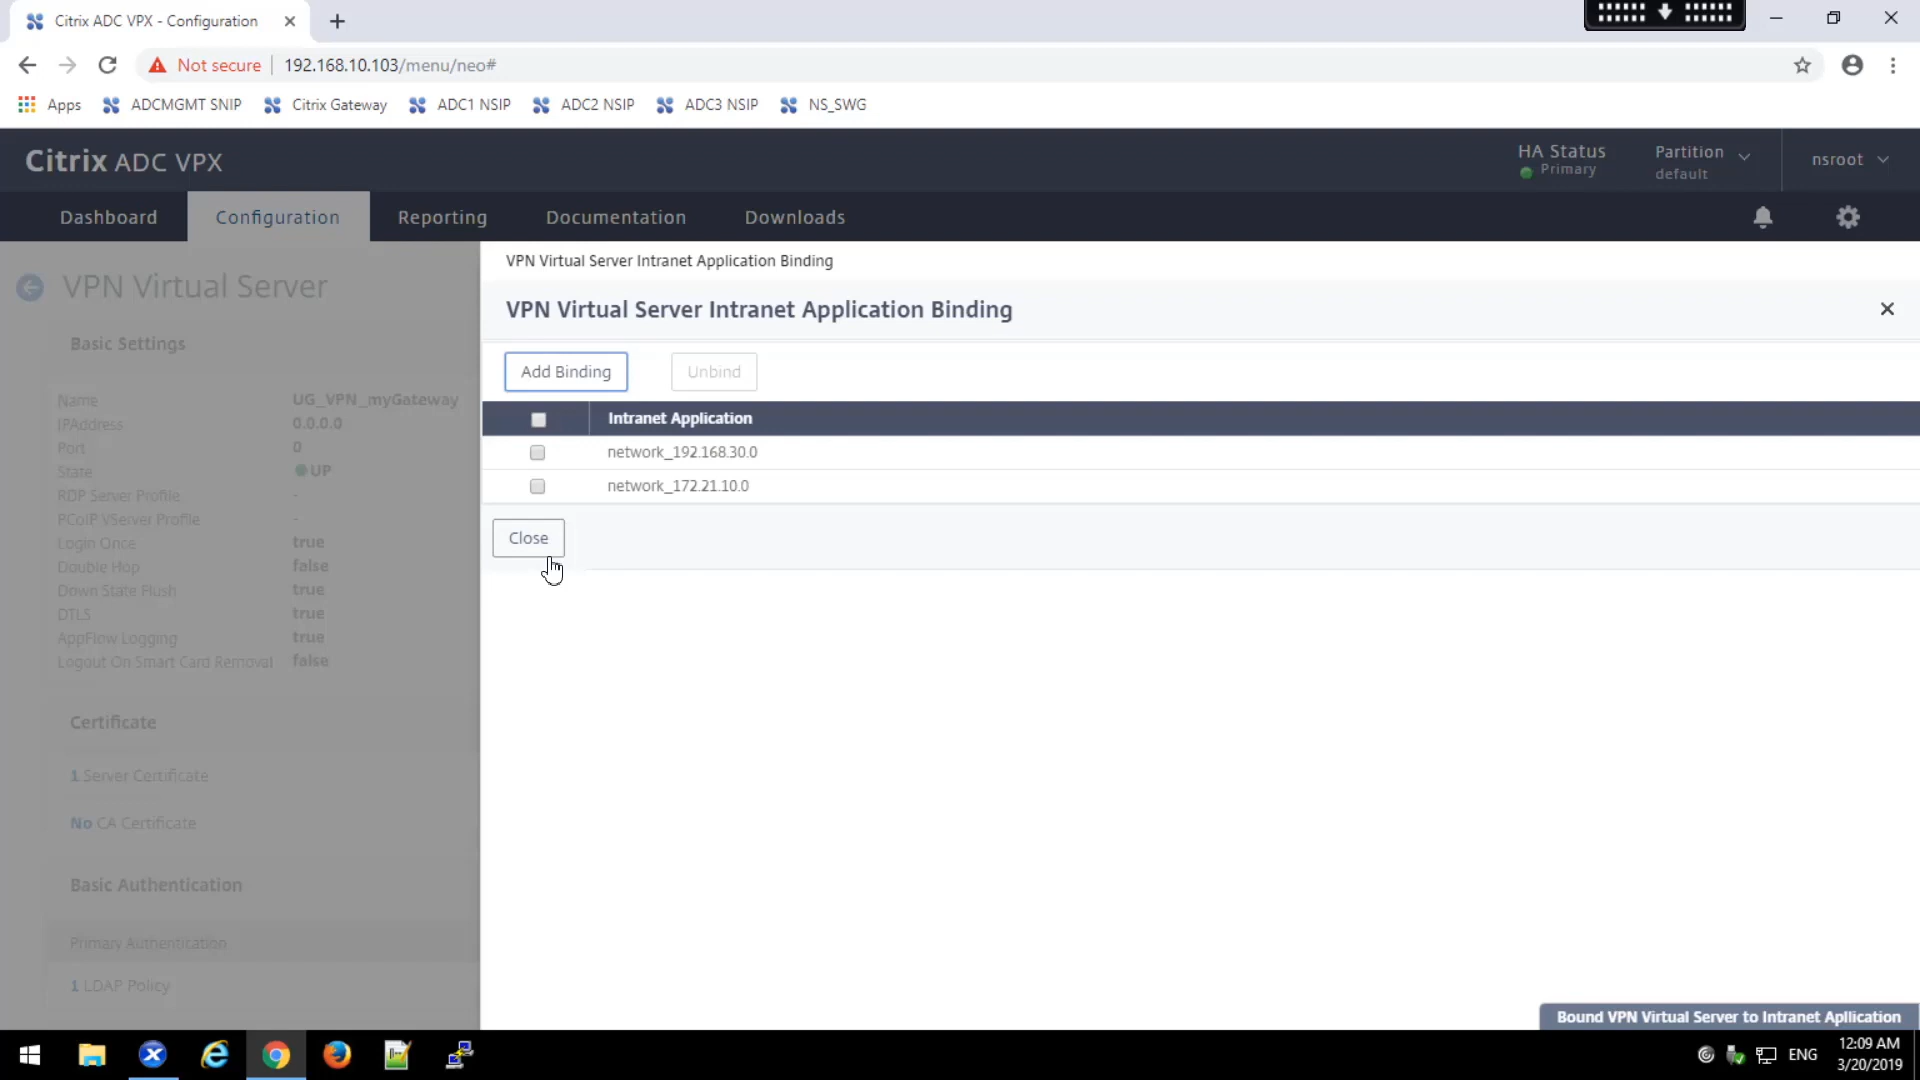 Citrix ADC VPX - Configuration
Not secure
192.168.10.103/menu/neo#
Apps
ADCMGMT SNIP
Citrix Gateway
ADC1 NSIP
ADC2 NSIP
ADC3 NSIP
NS_SWG
Citrix ADC VPX
HA Status
Primary
Partition
default
nsroot
Dashboard
Configuration
Reporting
Documentation
Downloads
VPN Virtual Server
Basic Settings
Name UG_VPN_myGateway
IPAddress 0.0.0.0
Port 0
State UP
RDP Server Profile -
PCoIP VServer Profile -
Login Once true
Double Hop false
Down State Flush true
DTLS true
AppFlow Logging true
Logout On Smart Card Removal false
Certificate
1 Server Certificate
No CA Certificate
Basic Authentication
Primary Authentication
1 LDAP Policy
VPN Virtual Server Intranet Application Binding
VPN Virtual Server Intranet Application Binding
Add Binding
Unbind
Intranet Application
network_192.168.30.0
network_172.21.10.0
Close
Bound VPN Virtual Server to Intranet Apllication
ENG
12:09 AM
3/20/2019